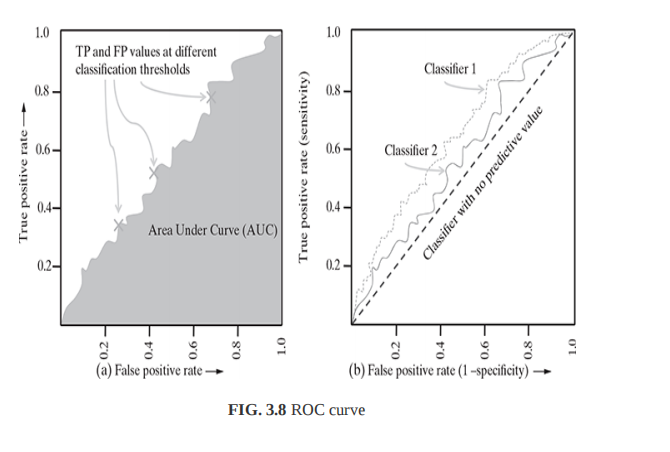 1.0
TP and FP values at different
classification thresholds
0.8
0.6
0.4
0.2
True positive rate
Area Under Curve (AUC)
0.2
0.4
0.6
0.8
1.0
(a) False positive rate
1.0
0.8
0.6
0.4
0.2
True positive rate (sensitivity)
Classifier 1
Classifier 2
Classifier with no predictive value
0.2
0.4
0.6
0.8
1.0
(b) False positive rate (1 –specificity)
FIG. 3.8 ROC curve